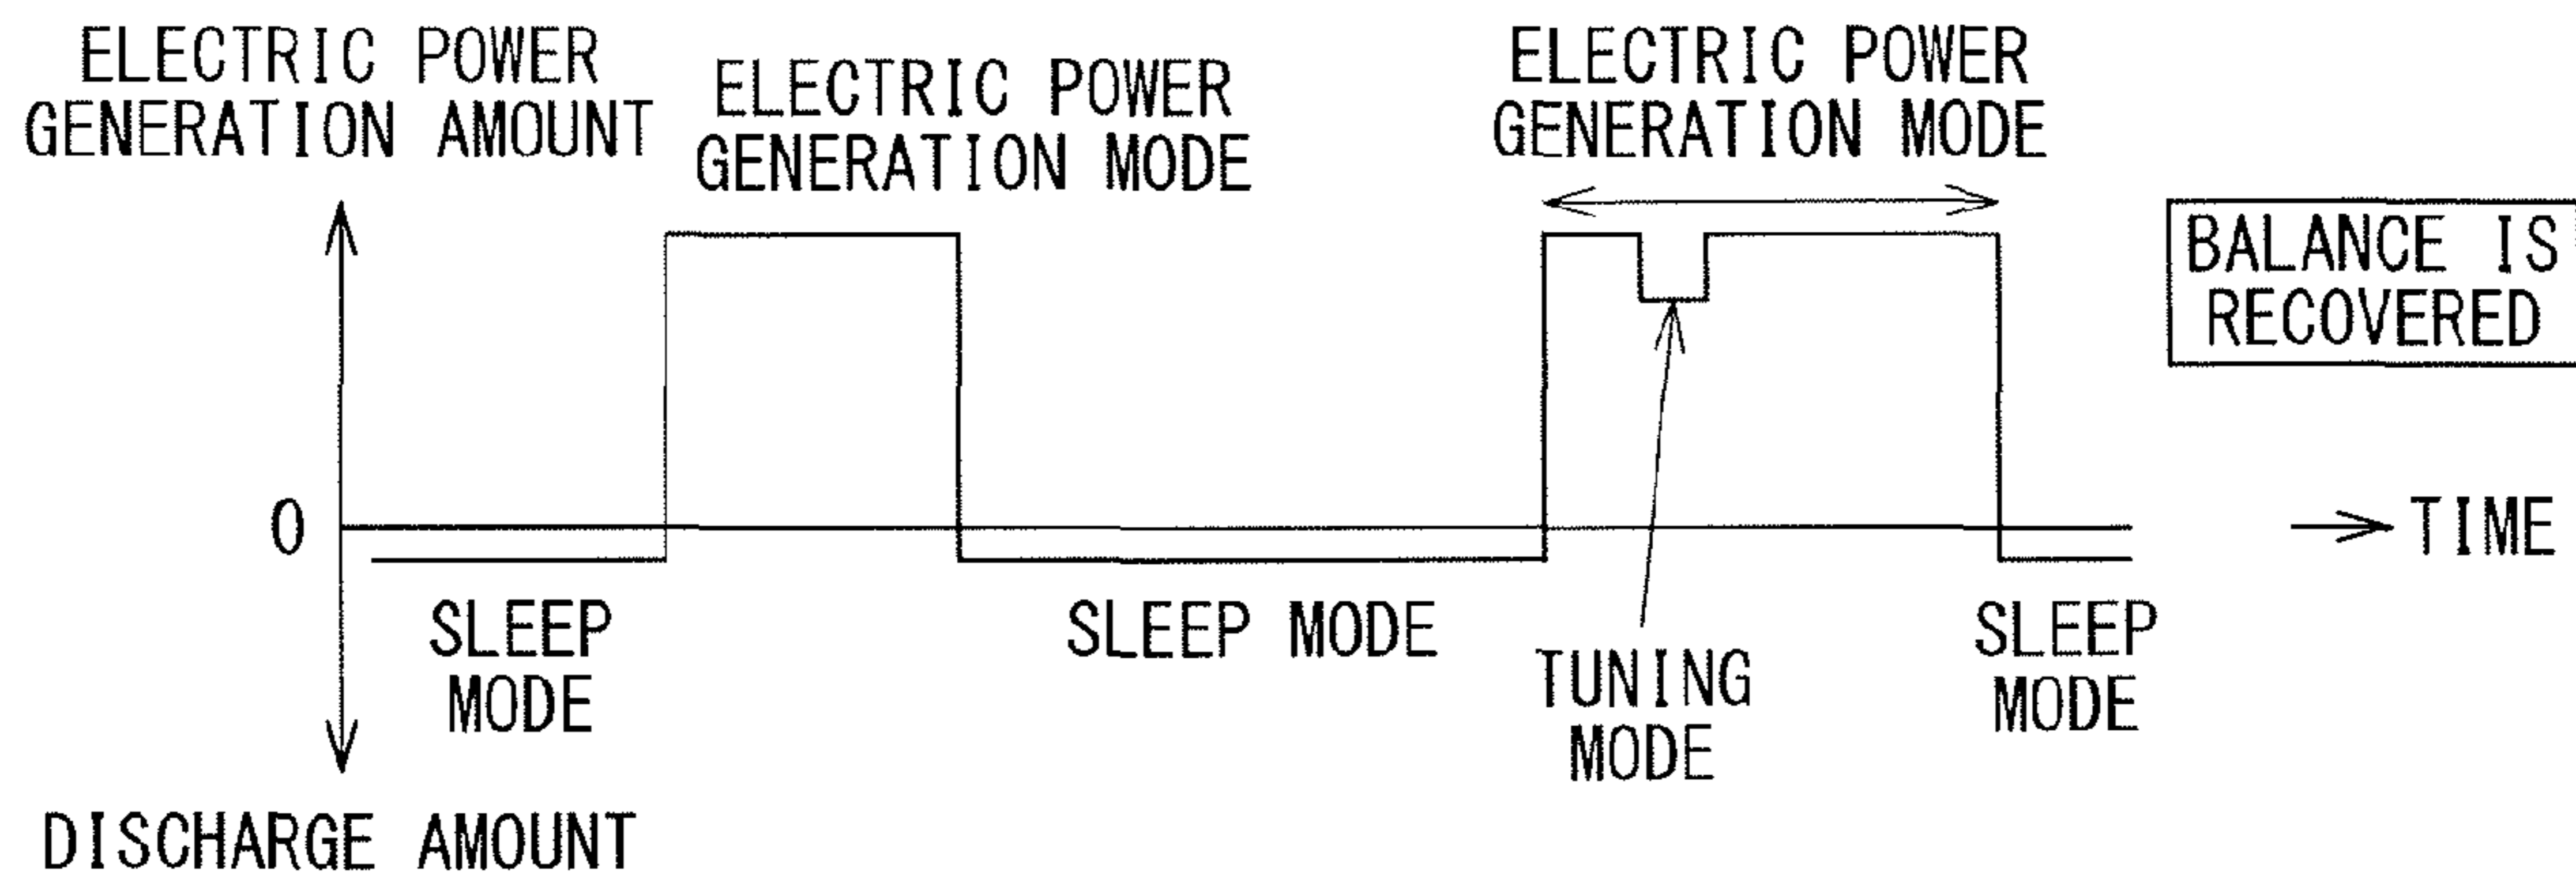 ELECTRIC POWER
GENERATION AMOUNT
ELECTRIC POWER
GENERATION MODE
ELECTRIC POWER
GENERATION MODE
BALANCE IS
RECOVERED
0
TIME
SLEEP
MODE
SLEEP MODE
TUNING
MODE
SLEEP
MODE
DISCHARGE AMOUNT